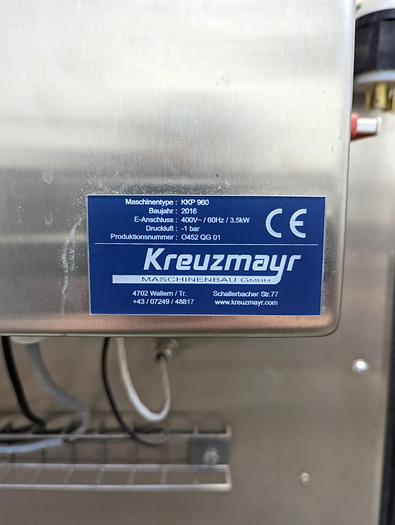 Maschinentype : KKP 960
Baujahr : 2016
E-Anschluss : 400V~ / 60Hz / 3.5kW
Druckluft : -1 bar
Produktionsnummer : O452 QG 01
CE
Kreuzmayr
MASCHINENBAU GmbH
4702 Wallern / Tr. Schallerbacher Str.77
+43 / 07249 / 48817 www.kreuzmayr.com